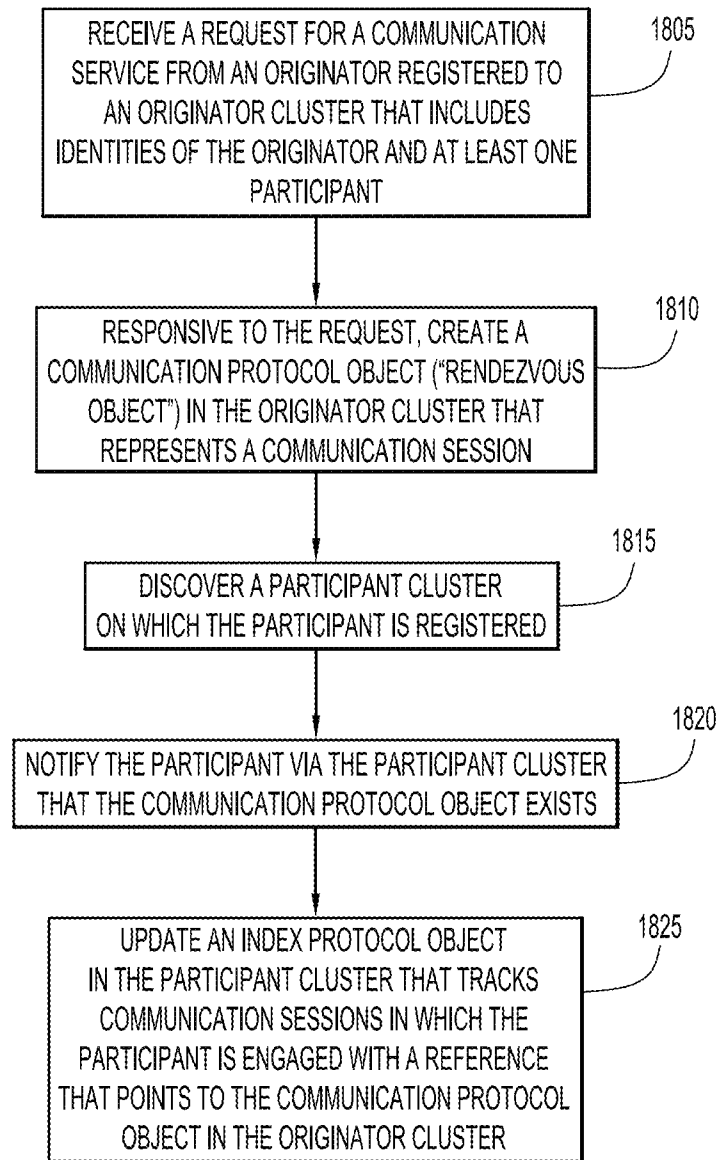 RECEIVE A REQUEST FOR A COMMUNICATION
SERVICE FROM AN ORIGINATOR REGISTERED TO
AN ORIGINATOR CLUSTER THAT INCLUDES
IDENTITIES OF THE ORIGINATOR AND AT LEAST ONE
PARTICIPANT
1805
RESPONSIVE TO THE REQUEST, CREATE A
COMMUNICATION PROTOCOL OBJECT (“RENDEZVOUS
OBJECT”) IN THE ORIGINATOR CLUSTER THAT
REPRESENTS A COMMUNICATION SESSION
1810
DISCOVER A PARTICIPANT CLUSTER
ON WHICH THE PARTICIPANT IS REGISTERED
1815
NOTIFY THE PARTICIPANT VIA THE PARTICIPANT CLUSTER
THAT THE COMMUNICATION PROTOCOL OBJECT EXISTS
1820
UPDATE AN INDEX PROTOCOL OBJECT
IN THE PARTICIPANT CLUSTER THAT TRACKS
COMMUNICATION SESSIONS IN WHICH THE
PARTICIPANT IS ENGAGED WITH A REFERENCE
THAT POINTS TO THE COMMUNICATION PROTOCOL
OBJECT IN THE ORIGINATOR CLUSTER
1825